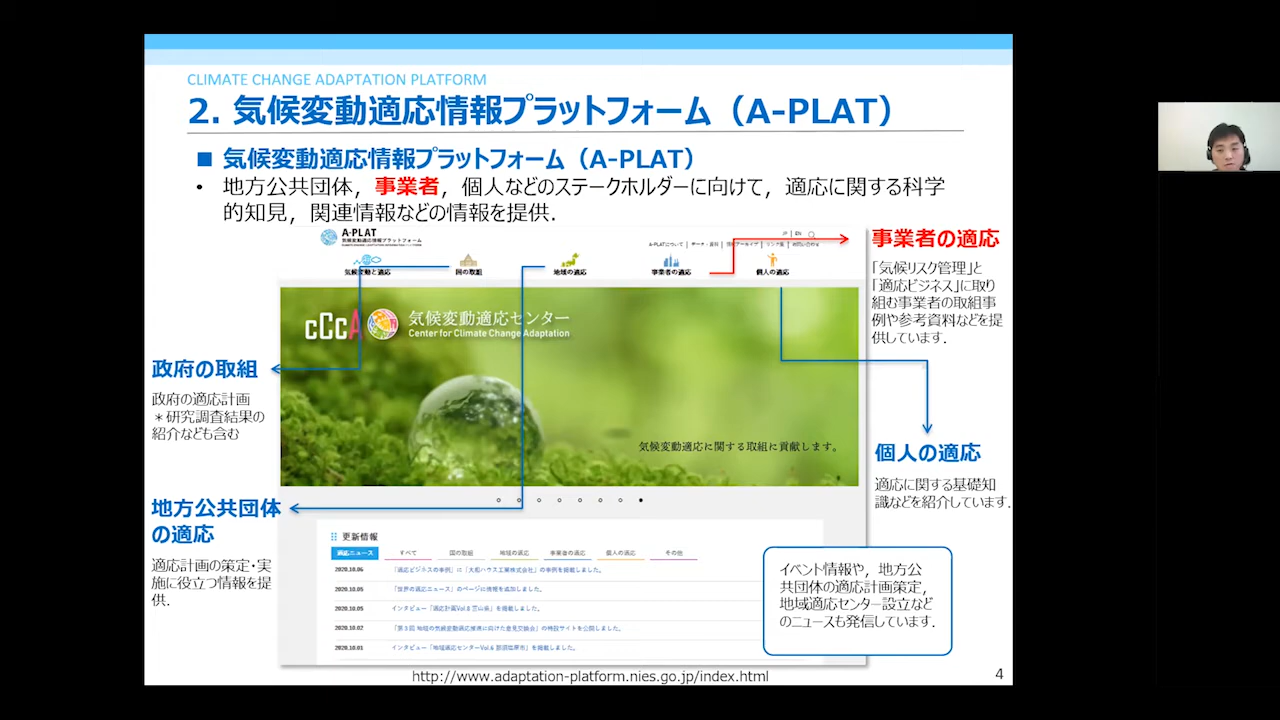 CLIMATE CHANGE ADAPTATION PLATFORM
2. 気候変動適応情報プラットフォーム（A-PLAT）
■ 気候変動適応情報プラットフォーム（A-PLAT）
• 地方公共団体，事業者，個人などのステークホルダーに向けて，適応に関する科学
的知見，関連情報などの情報を提供．
A-PLAT
気候変動適応情報プラットフォーム
JP | EN
A-PLATについて | データ・資料 | 情報アーカイブ | リンク集 | お問い合わせ
気候変動と適応
国の取組
地域の適応
事業者の適応
個人の適応
事業者の適応
「気候リスク管理」と
「適応ビジネス」に取り
組む事業者の取組事
例や参考資料などを提
供しています．
cCcA
気候変動適応センター
Center for Climate Change Adaptation
気候変動適応に関する取組に貢献します。
政府の取組
政府の適応計画
＊研究調査結果の
紹介なども含む
個人の適応
適応に関する基礎知
識などを紹介しています．
地方公共団体
の適応
適応計画の策定・実
施に役立つ情報を提
供．
更新情報
適応ニュース
すべて
国の取組
地域の適応
事業者の適応
個人の適応
その他
2020.10.06 「適応ビジネスの事例」に「大和ハウス工業株式会社」の事例を掲載しました。
2020.10.05 「世界の適応ニュース」のページに情報を追加しました。
2020.10.05 インタビュー「適応計画Vol.8 富山県」を掲載しました。
2020.10.02 「第３回 地域の気候変動適応推進に向けた意見交換会」の特設サイトを公開しました。
2020.10.01 インタビュー「地域適応センターVol.6 那須塩原市」を掲載しました。
イベント情報や，地方公
共団体の適応計画策定，
地域適応センター設立など
のニュースも発信しています．
http://www.adaptation-platform.nies.go.jp/index.html
4